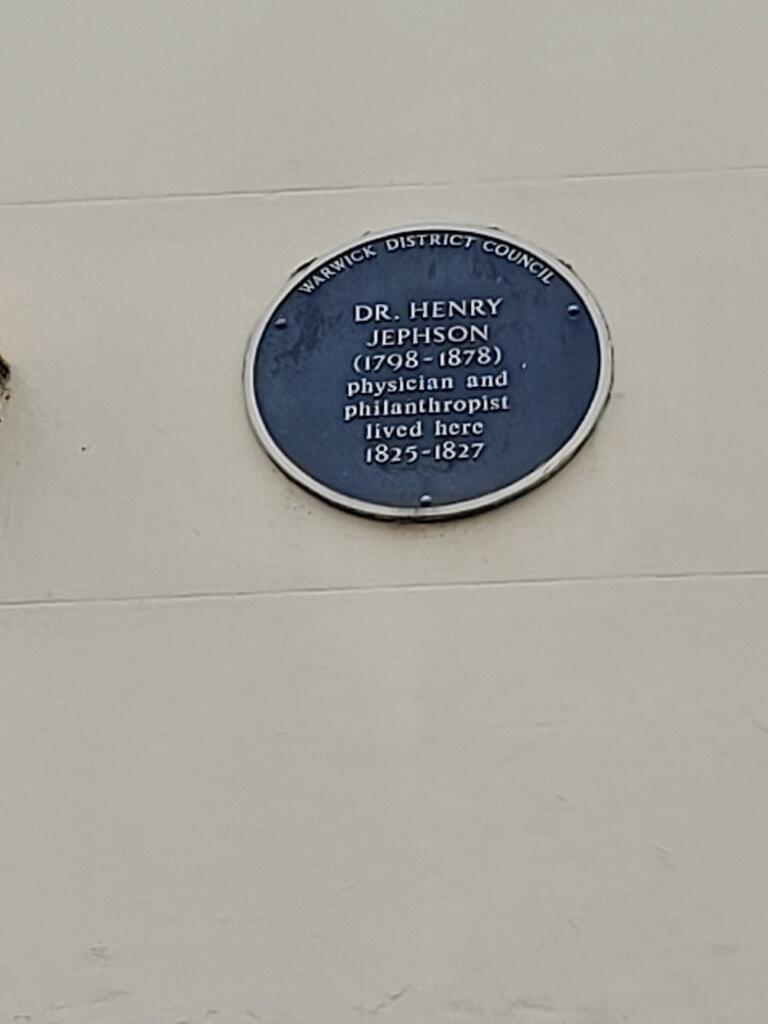 WARWICK DISTRICT COUNCIL
DR. HENRY
JEPHSON
(1798-1878)
physician and
philanthropist
lived here
1825-1827